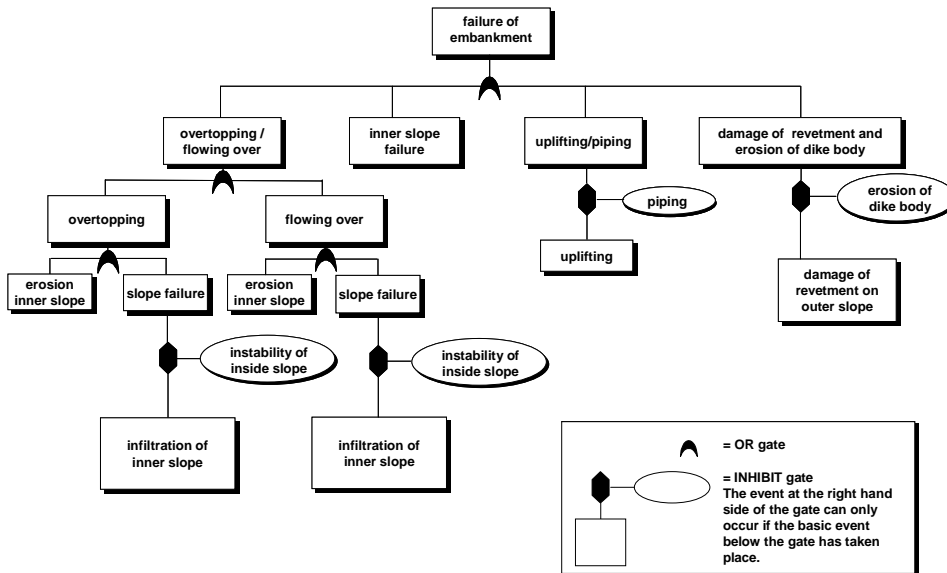 failure of
embankment
overtopping /
flowing over
inner slope
failure
uplifting/piping
damage of revetment and
erosion of dike body
overtopping
flowing over
piping
erosion of
dike body
erosion
inner slope
slope failure
erosion
inner slope
slope failure
uplifting
damage of
revetment on
outer slope
instability of
inside slope
instability of
inside slope
infiltration of
inner slope
infiltration of
inner slope
= OR gate
= INHIBIT gate
The event at the right hand
side of the gate can only
occur if the basic event
below the gate has taken
place.